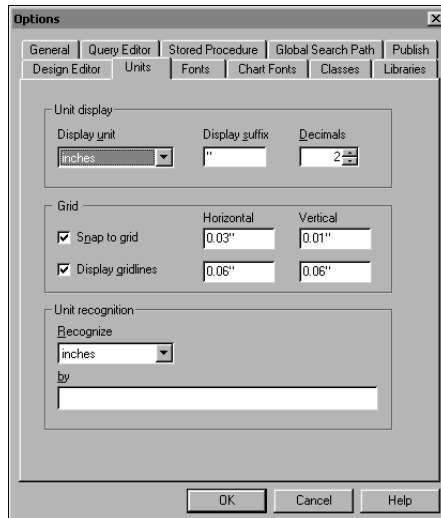 Options
General Query Editor Stored Procedure Global Search Path Publish
Design Editor Units Fonts Chart Fonts Classes Libraries
Unit display
Display unit Display suffix Decimals
inches " 2
Grid
Horizontal Vertical
Snap to grid 0.03" 0.01"
Display gridlines 0.06" 0.06"
Unit recognition
Recognize
inches
by
OK Cancel Help